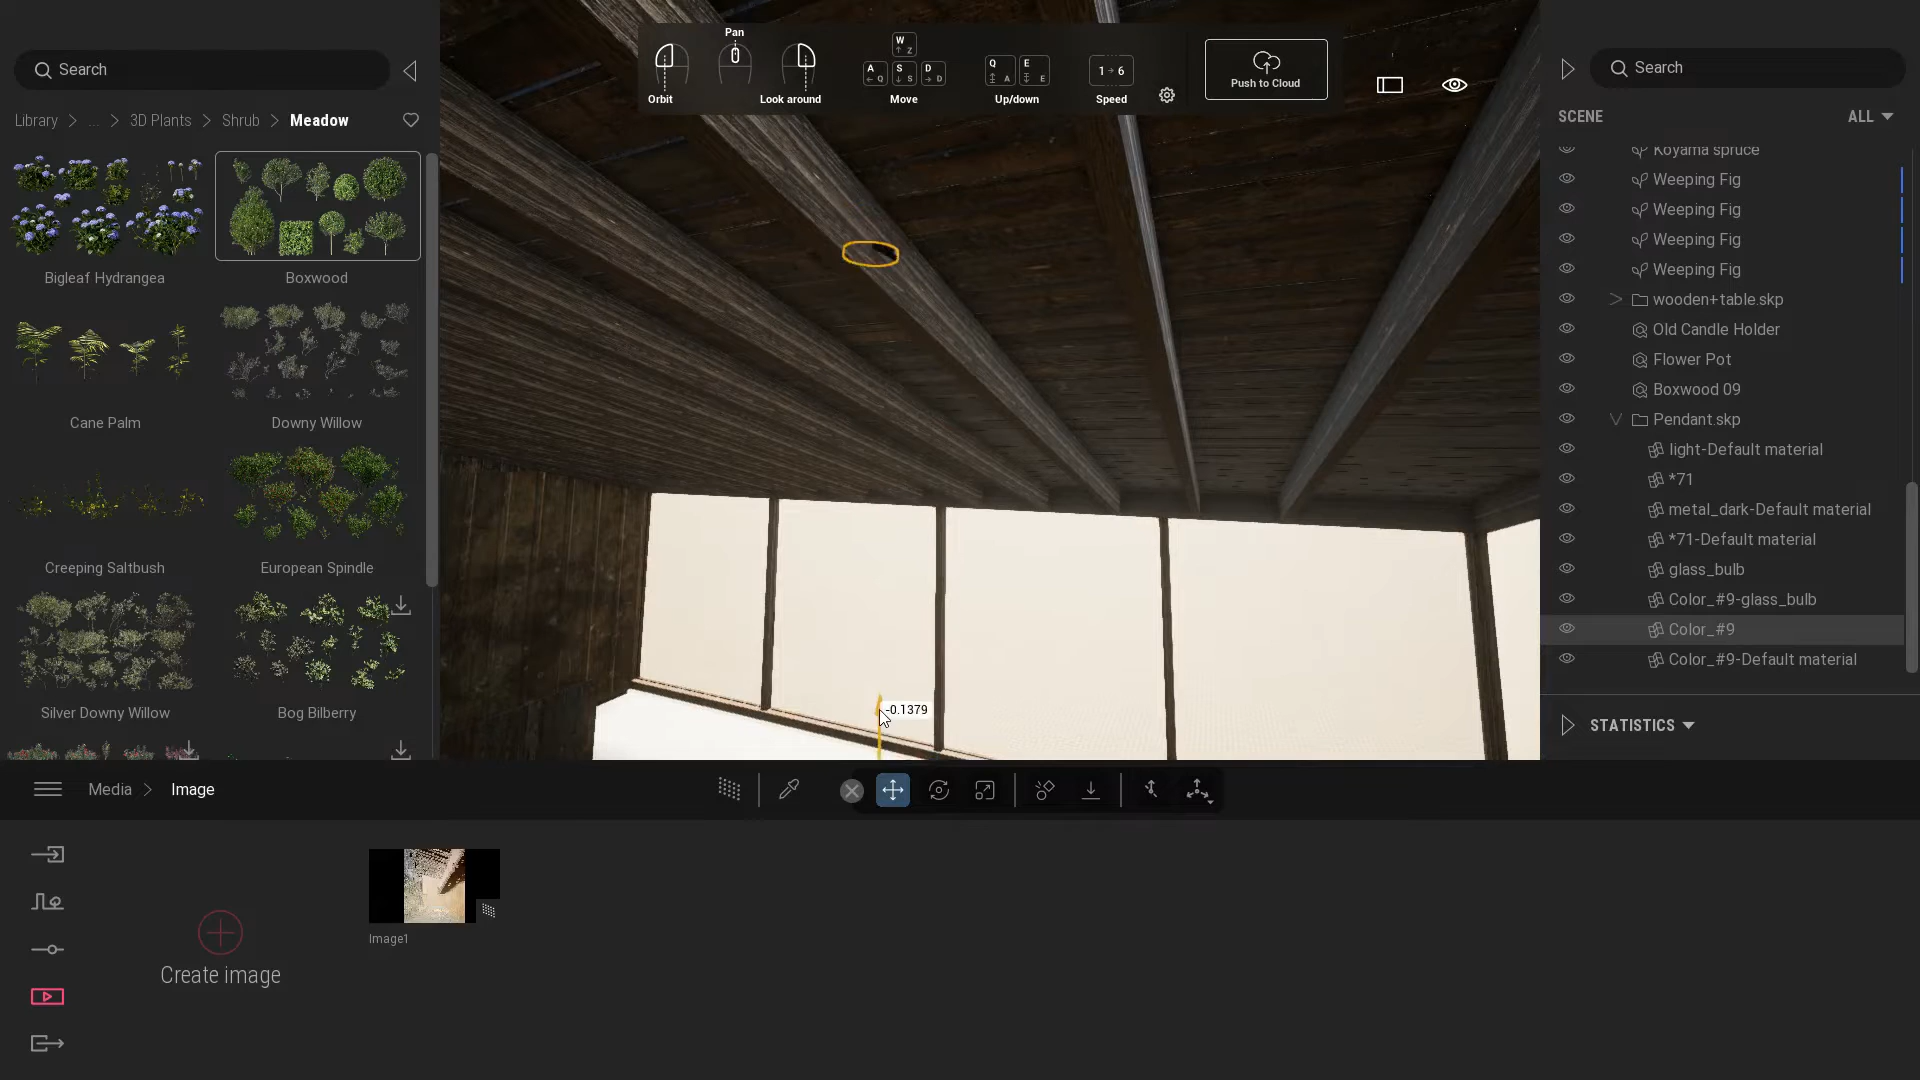 Search
Library > ... > 3D Plants > Shrub > Meadow
Bigleaf Hydrangea
Boxwood
Cane Palm
Downy Willow
Creeping Saltbush
European Spindle
Silver Downy Willow
Bog Bilberry
Orbit
Pan
Look around
W
Z
A
Q
S
S
D
D
Move
Q
A
E
E
Up/down
1 → 6
Speed
Push to Cloud
-0.1379
Search
SCENE
ALL
Koyama spruce
Weeping Fig
Weeping Fig
Weeping Fig
Weeping Fig
wooden+table.skp
Old Candle Holder
Flower Pot
Boxwood 09
Pendant.skp
light-Default material
*71
metal_dark-Default material
*71-Default material
glass_bulb
Color_#9-glass_bulb
Color_#9
Color_#9-Default material
STATISTICS
Media > Image
Create image
Image1